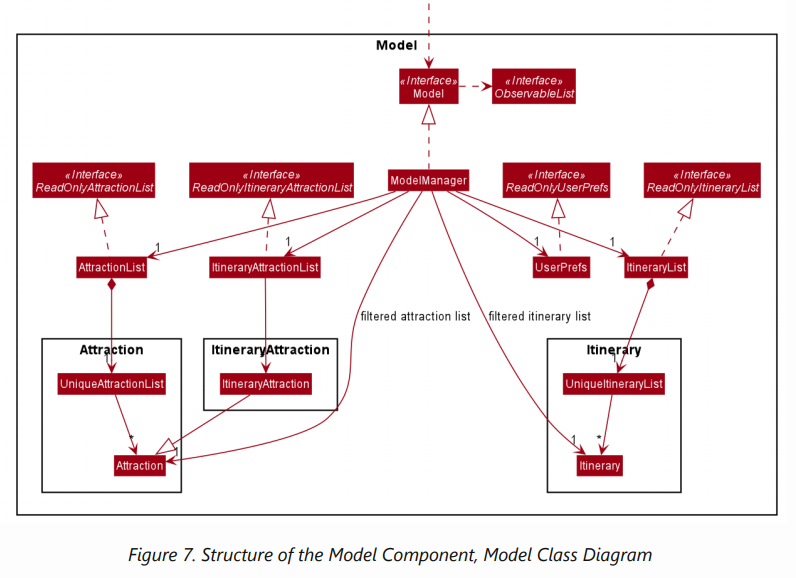 Model
«Interface»
Model
«Interface»
ObservableList
«Interface»
ReadOnlyAttractionList
«Interface»
ReadOnlyItineraryAttractionList
ModelManager
«Interface»
ReadOnlyUserPrefs
«Interface»
ReadOnlyItineraryList
1
1
1
1
AttractionList
ItineraryAttractionList
UserPrefs
ItineraryList
filtered attraction list
filtered itinerary list
Attraction
ItineraryAttraction
Itinerary
1
*
1
UniqueAttractionList
ItineraryAttraction
UniqueItineraryList
*
1
1
*
Attraction
Itinerary
Figure 7. Structure of the Model Component, Model Class Diagram